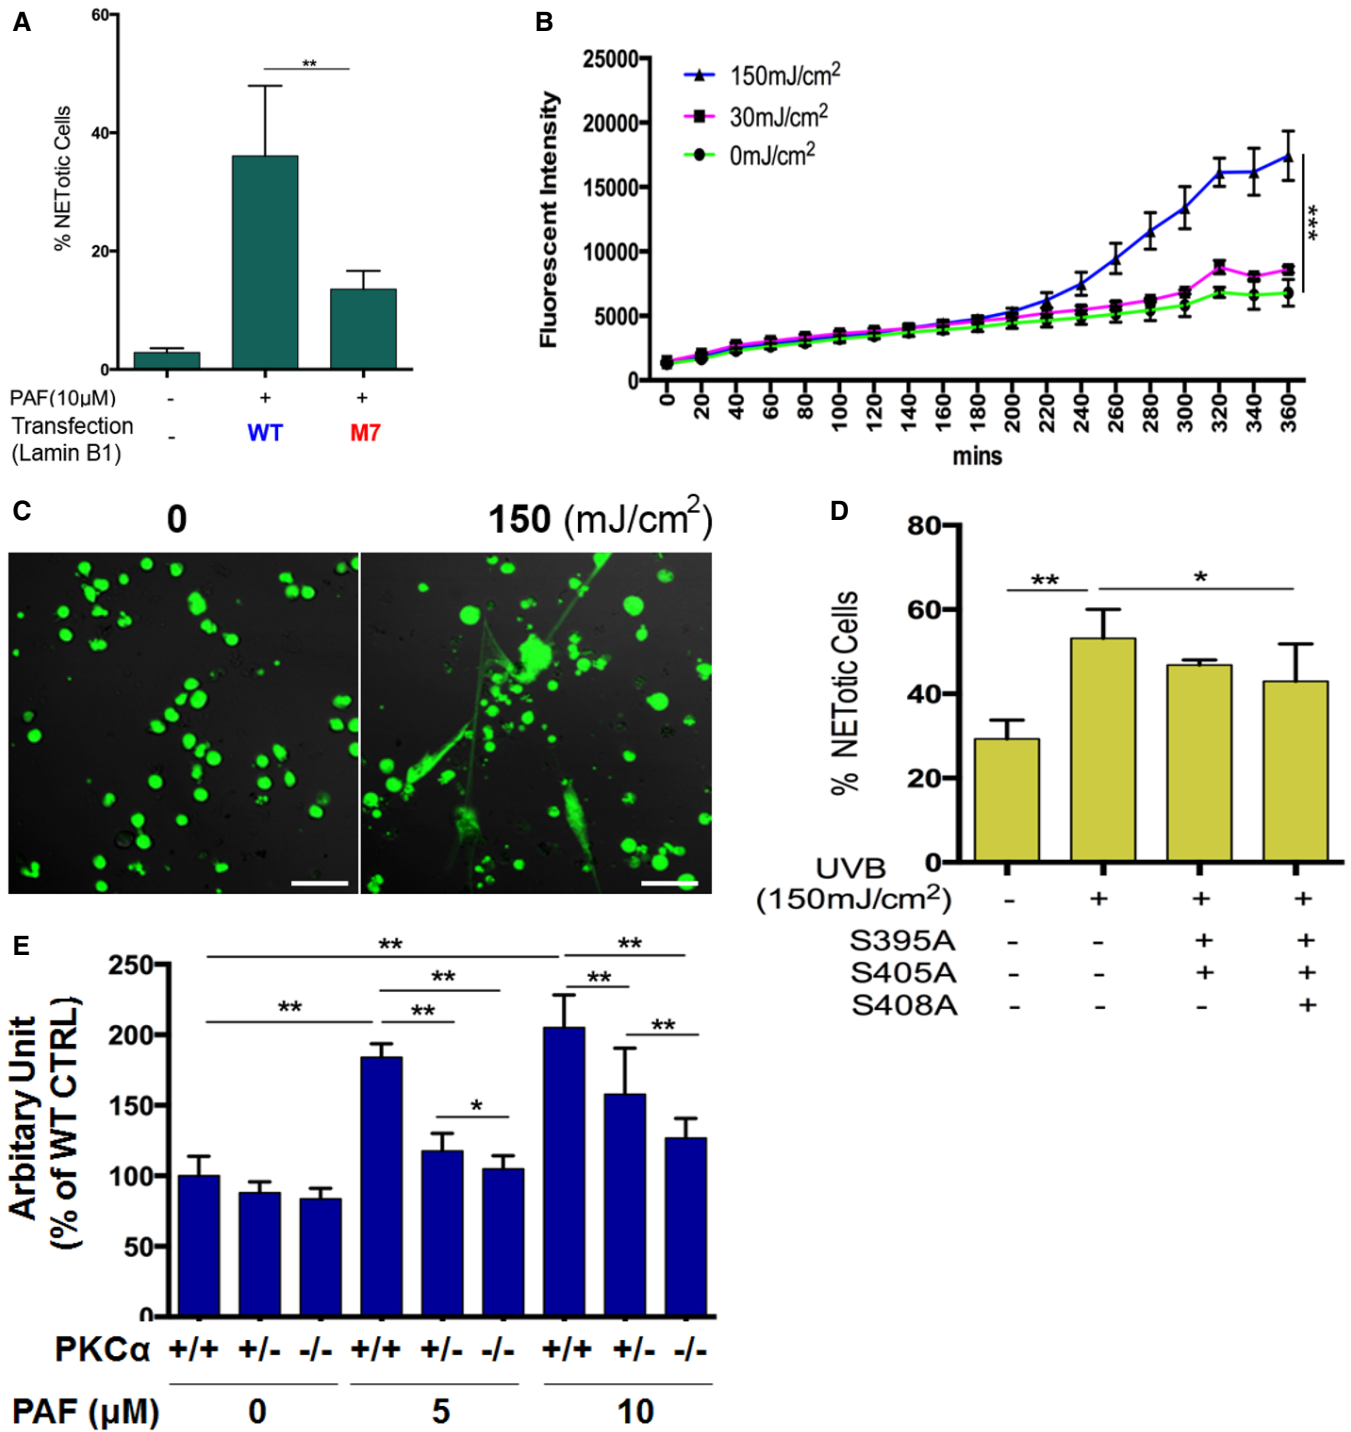 A
60
40
20
0
% NETotic Cells
**
PAF(10µM) - + +
Transfection
(Lamin B1) - WT M7
B
25000
20000
15000
10000
5000
0
Fluorescent Intensity
150mJ/cm²
30mJ/cm²
0mJ/cm²
***
0 20 40 60 80 100 120 140 160 180 200 220 240 260 280 300 320 340 360
mins
C
0 150 (mJ/cm²)
D
80
60
40
20
0
% NETotic Cells
** *
UVB
(150mJ/cm²) - + + +
S395A - - + +
S405A - - + +
S408A - - - +
E
250
200
150
100
50
0
Arbitary Unit
(% of WT CTRL)
** **
** **
** **
**
*
PKCα +/+ +/- -/- +/+ +/- -/- +/+ +/- -/-
PAF (µM) 0 5 10